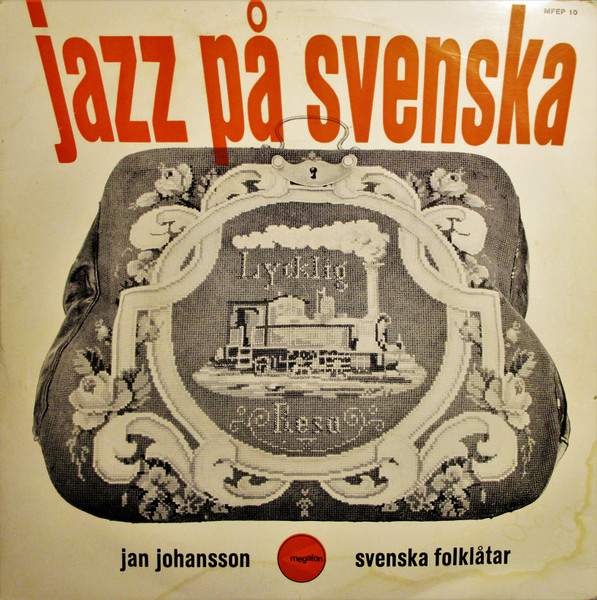 MFEP 10
jazz på svenska
Lycklig
Resa
jan johansson
megafon
svenska folklåtar